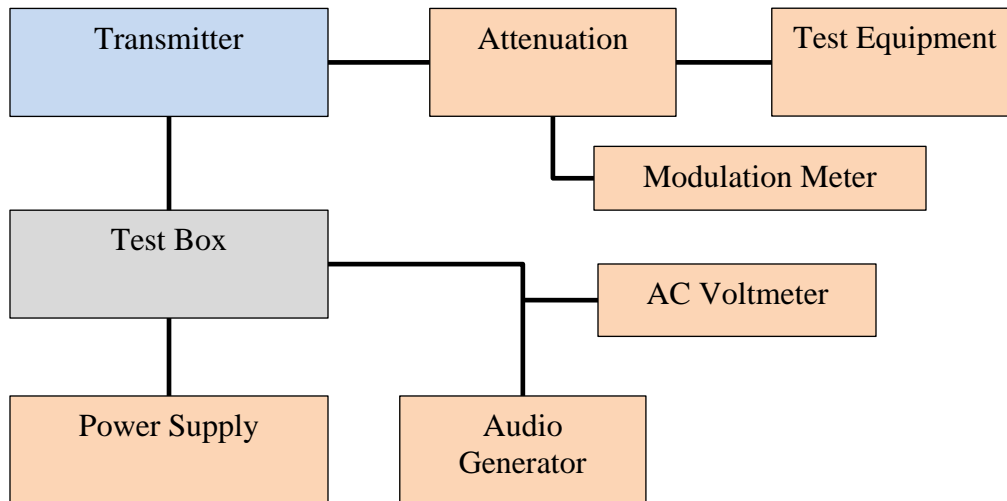 Transmitter
Attenuation
Test Equipment
Modulation Meter
Test Box
AC Voltmeter
Power Supply
Audio
Generator